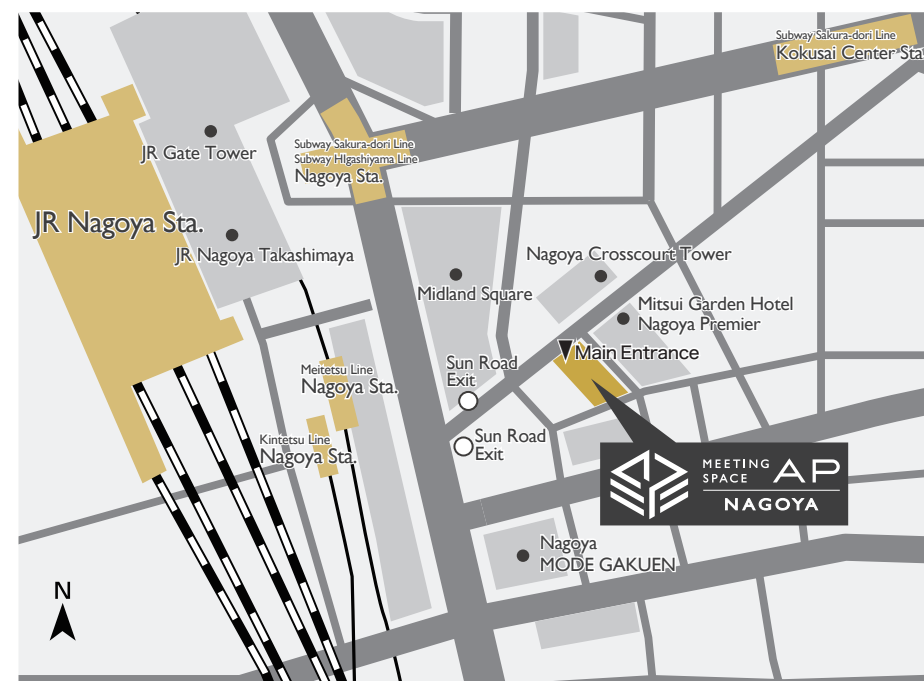 Subway Sakura-dori Line
Kokusai Center Sta.
JR Gate Tower
Subway Sakura-dori Line
Subway HIgashiyama Line
Nagoya Sta.
JR Nagoya Sta.
JR Nagoya Takashimaya
Nagoya Crosscourt Tower
Midland Square
Mitsui Garden Hotel
Nagoya Premier
Main Entrance
Sun Road
Exit
Meitetsu Line
Nagoya Sta.
Sun Road
Exit
Kintetsu Line
Nagoya Sta.
MEETING
SPACE AP
NAGOYA
Nagoya
MODE GAKUEN
N